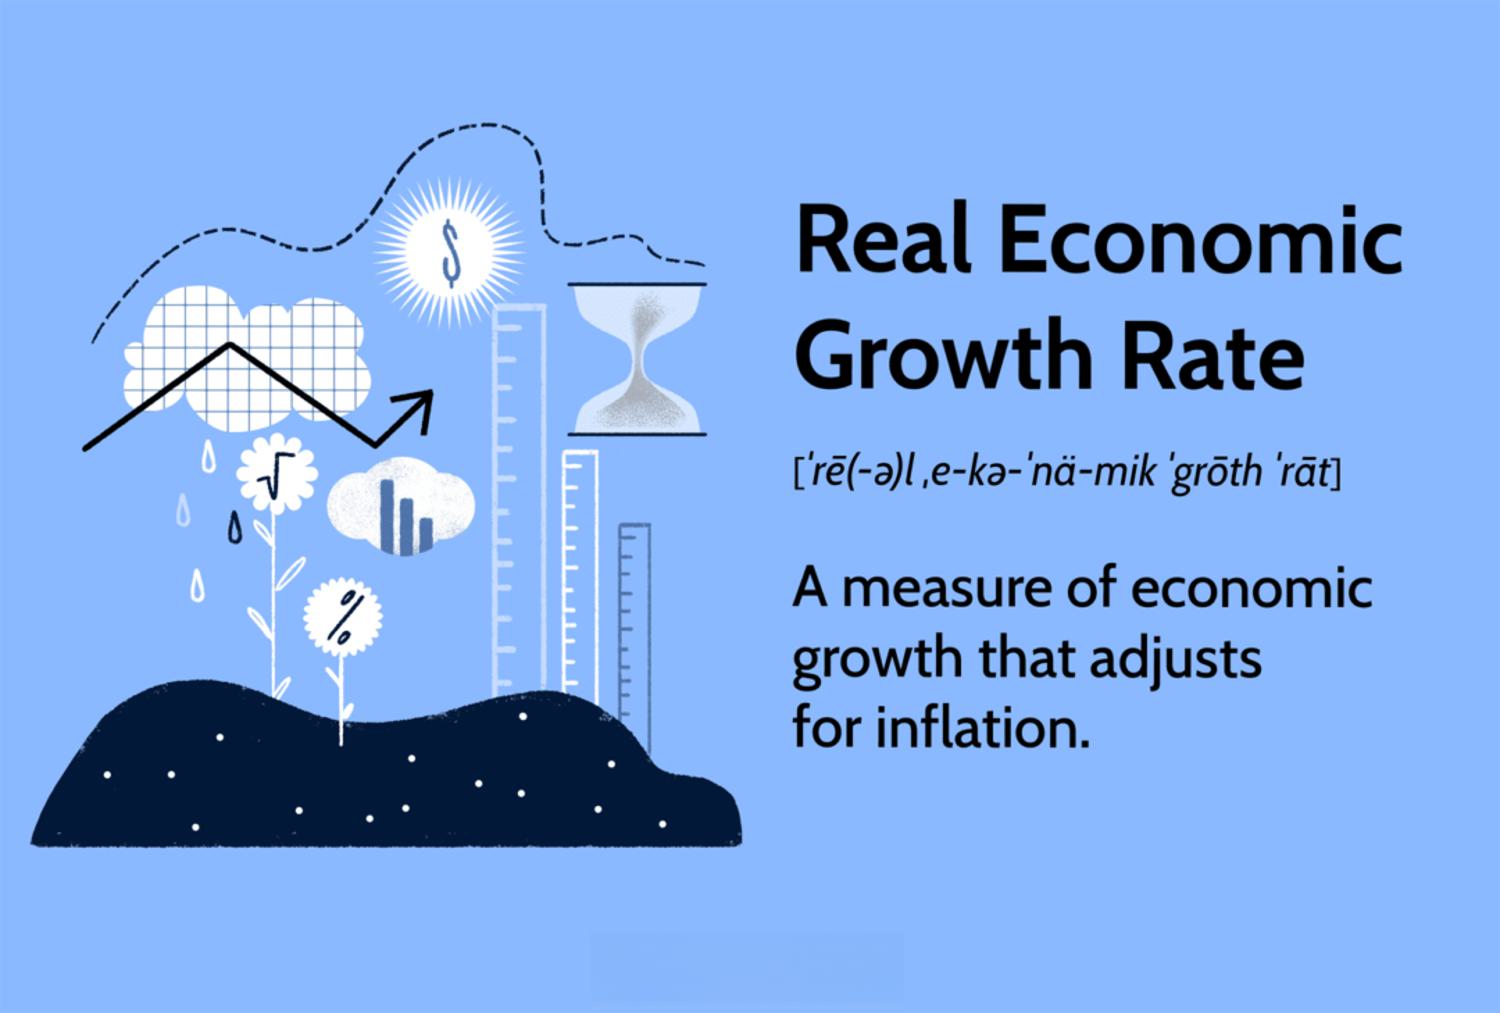 $
√
%
Real Economic
Growth Rate
[ˈrē(-ə)l ˌe-kə-ˈnä-mik ˈgrōth ˈrāt]
A measure of economic
growth that adjusts
for inflation.